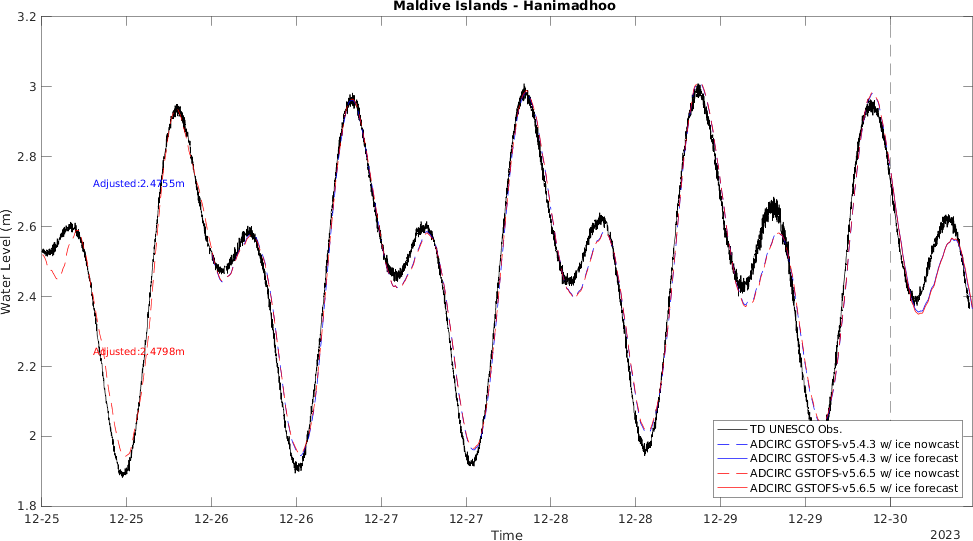 Maldive Islands - Hanimadhoo
3.2
3
2.8
2.6
2.4
2.2
2
1.8
Water Level (m)
Adjusted:2.4755m
Adjusted:2.4798m
TD UNESCO Obs.
ADCIRC GSTOFS-v5.4.3 w/ ice nowcast
ADCIRC GSTOFS-v5.4.3 w/ ice forecast
ADCIRC GSTOFS-v5.6.5 w/ ice nowcast
ADCIRC GSTOFS-v5.6.5 w/ ice forecast
12-25 12-25 12-26 12-26 12-27 12-27 12-28 12-28 12-29 12-29 12-30
Time
2023